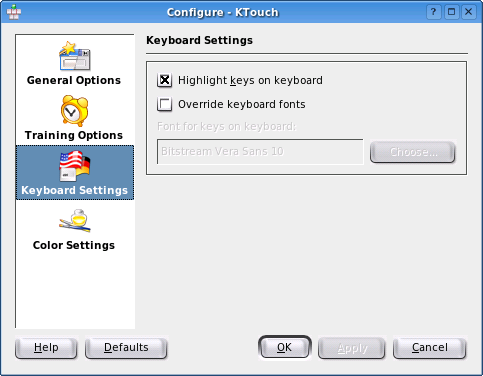 Configure - KTouch
General Options
Training Options
Keyboard Settings
Color Settings
Keyboard Settings
Highlight keys on keyboard
Override keyboard fonts
Font for keys on keyboard:
Bitstream Vera Sans 10
Choose...
Help
Defaults
OK
Apply
Cancel